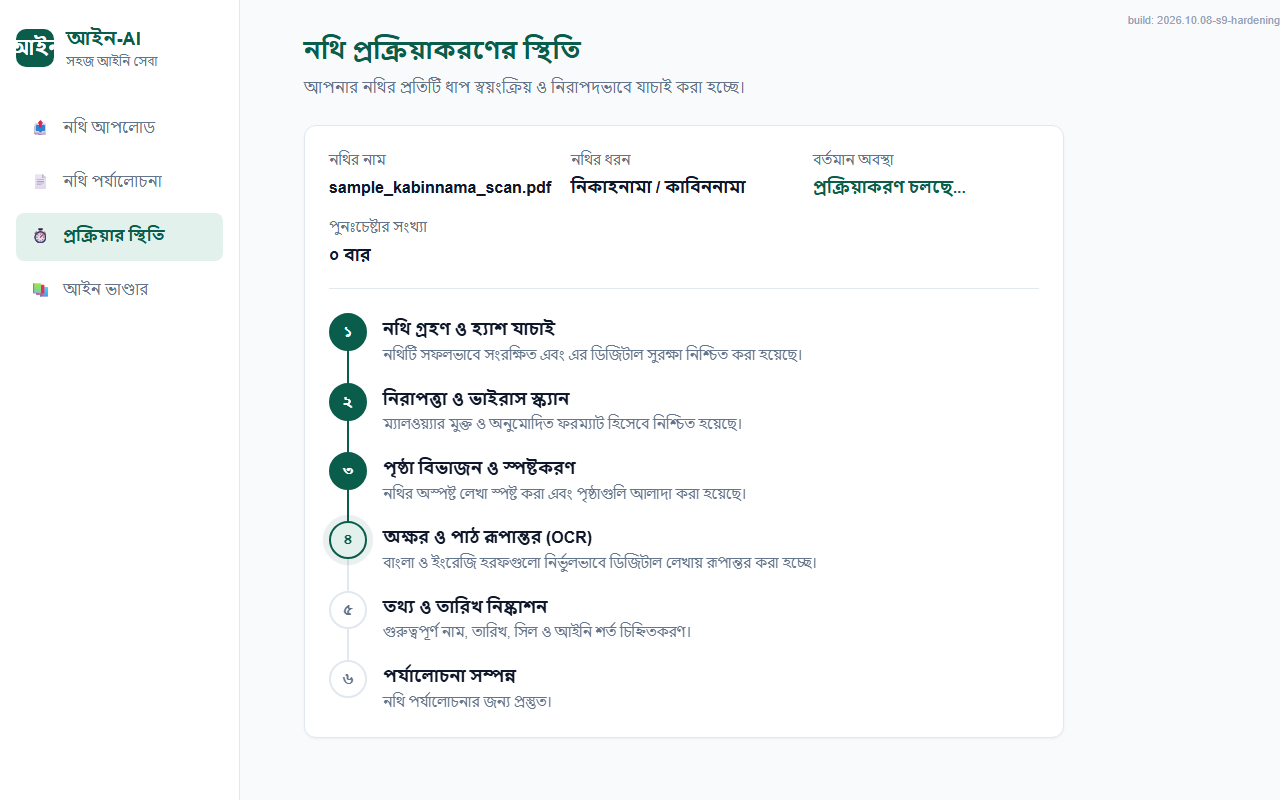 build: 2026.10.08-s9-hardening
আইন
আইন-AI
সহজ আইনি সেবা
নথি আপলোড
নথি পর্যালোচনা
প্রক্রিয়ার স্থিতি
আইন ভাণ্ডার
নথি প্রক্রিয়াকরণের স্থিতি
আপনার নথির প্রতিটি ধাপ স্বয়ংক্রিয় ও নিরাপদভাবে যাচাই করা হচ্ছে।
নথির নাম
sample_kabinnama_scan.pdf
নথির ধরন
নিকাহনামা / কাবিননামা
বর্তমান অবস্থা
প্রক্রিয়াকরণ চলছে...
পুনঃচেষ্টার সংখ্যা
০ বার
১
নথি গ্রহণ ও হ্যাশ যাচাই
নথিটি সফলভাবে সংরক্ষিত এবং এর ডিজিটাল সুরক্ষা নিশ্চিত করা হয়েছে।
২
নিরাপত্তা ও ভাইরাস স্ক্যান
ম্যালওয়্যার মুক্ত ও অনুমোদিত ফরম্যাট হিসেবে নিশ্চিত হয়েছে।
৩
পৃষ্ঠা বিভাজন ও স্পষ্টকরণ
নথির অস্পষ্ট লেখা স্পষ্ট করা এবং পৃষ্ঠাগুলি আলাদা করা হয়েছে।
৪
অক্ষর ও পাঠ রূপান্তর (OCR)
বাংলা ও ইংরেজি হরফগুলো নির্ভুলভাবে ডিজিটাল লেখায় রূপান্তর করা হচ্ছে।
৫
তথ্য ও তারিখ নিষ্কাশন
গুরুত্বপূর্ণ নাম, তারিখ, সিল ও আইনি শর্ত চিহ্নিতকরণ।
৬
পর্যালোচনা সম্পন্ন
নথি পর্যালোচনার জন্য প্রস্তুত।